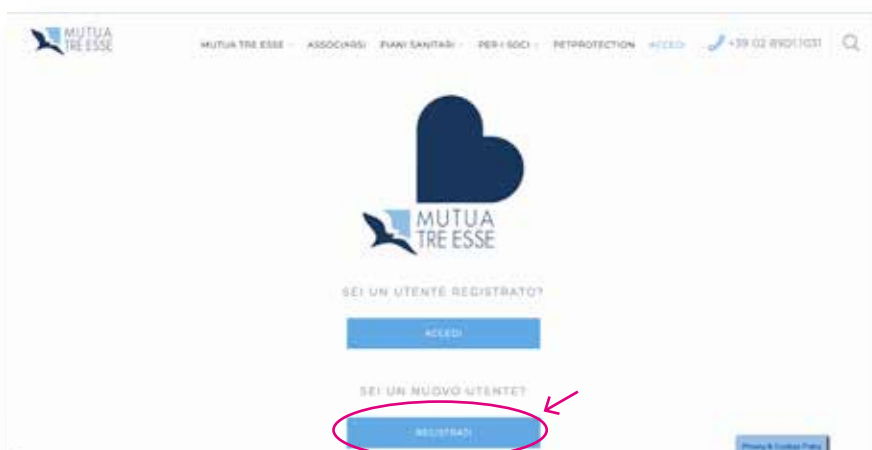 MUTUA
TRE ESSE
MUTUA TRE ESSE ASSOCIARSI PIANI SANITARI PER I SOCI PETPROTECTION ACCEDI +39 02 89011031
MUTUA
TRE ESSE
SEI UN UTENTE REGISTRATO?
ACCEDI
SEI UN NUOVO UTENTE?
REGISTRATI
Privacy & Cookies Policy